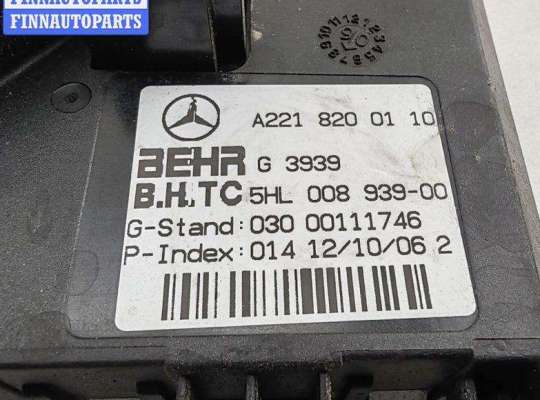 FINNAUTOPARTS
A221 820 01 10
BEHR G 3939
B.H.TC 5HL 008 939-00
G-Stand: 030 00111746
P-Index: 014 12/10/06 2